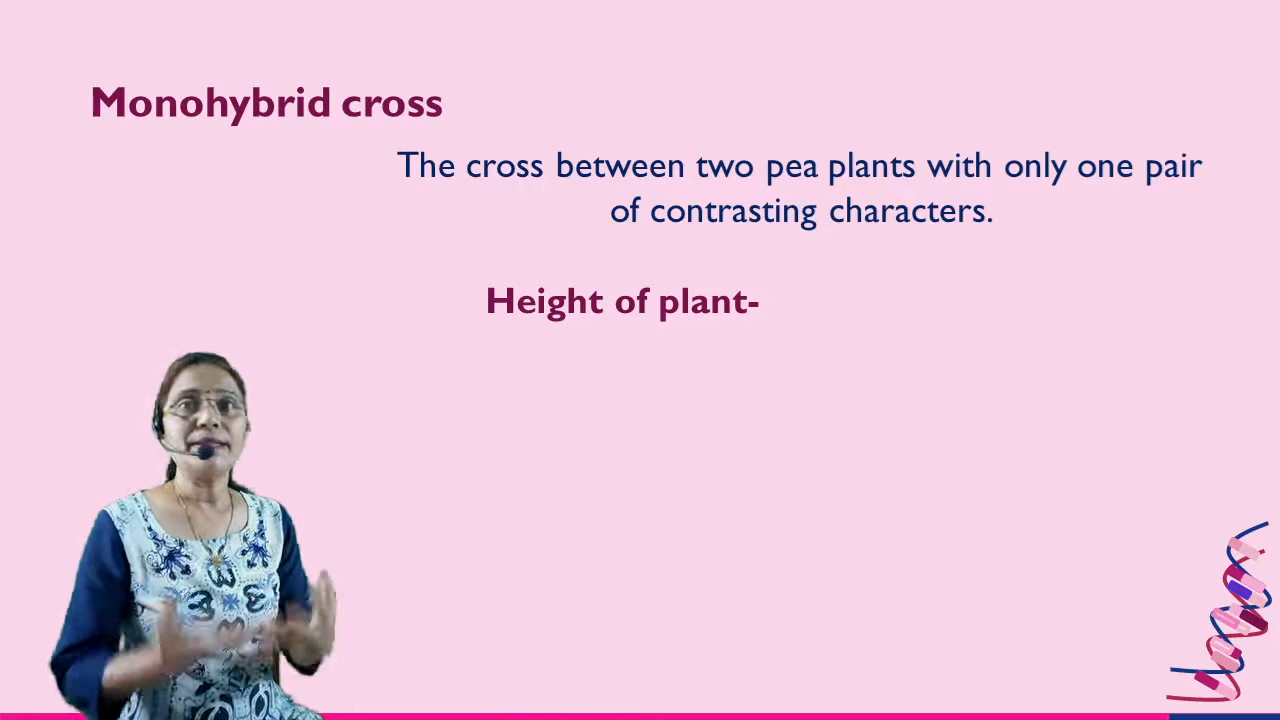 Monohybrid cross
The cross between two pea plants with only one pair
of contrasting characters.
Height of plant-